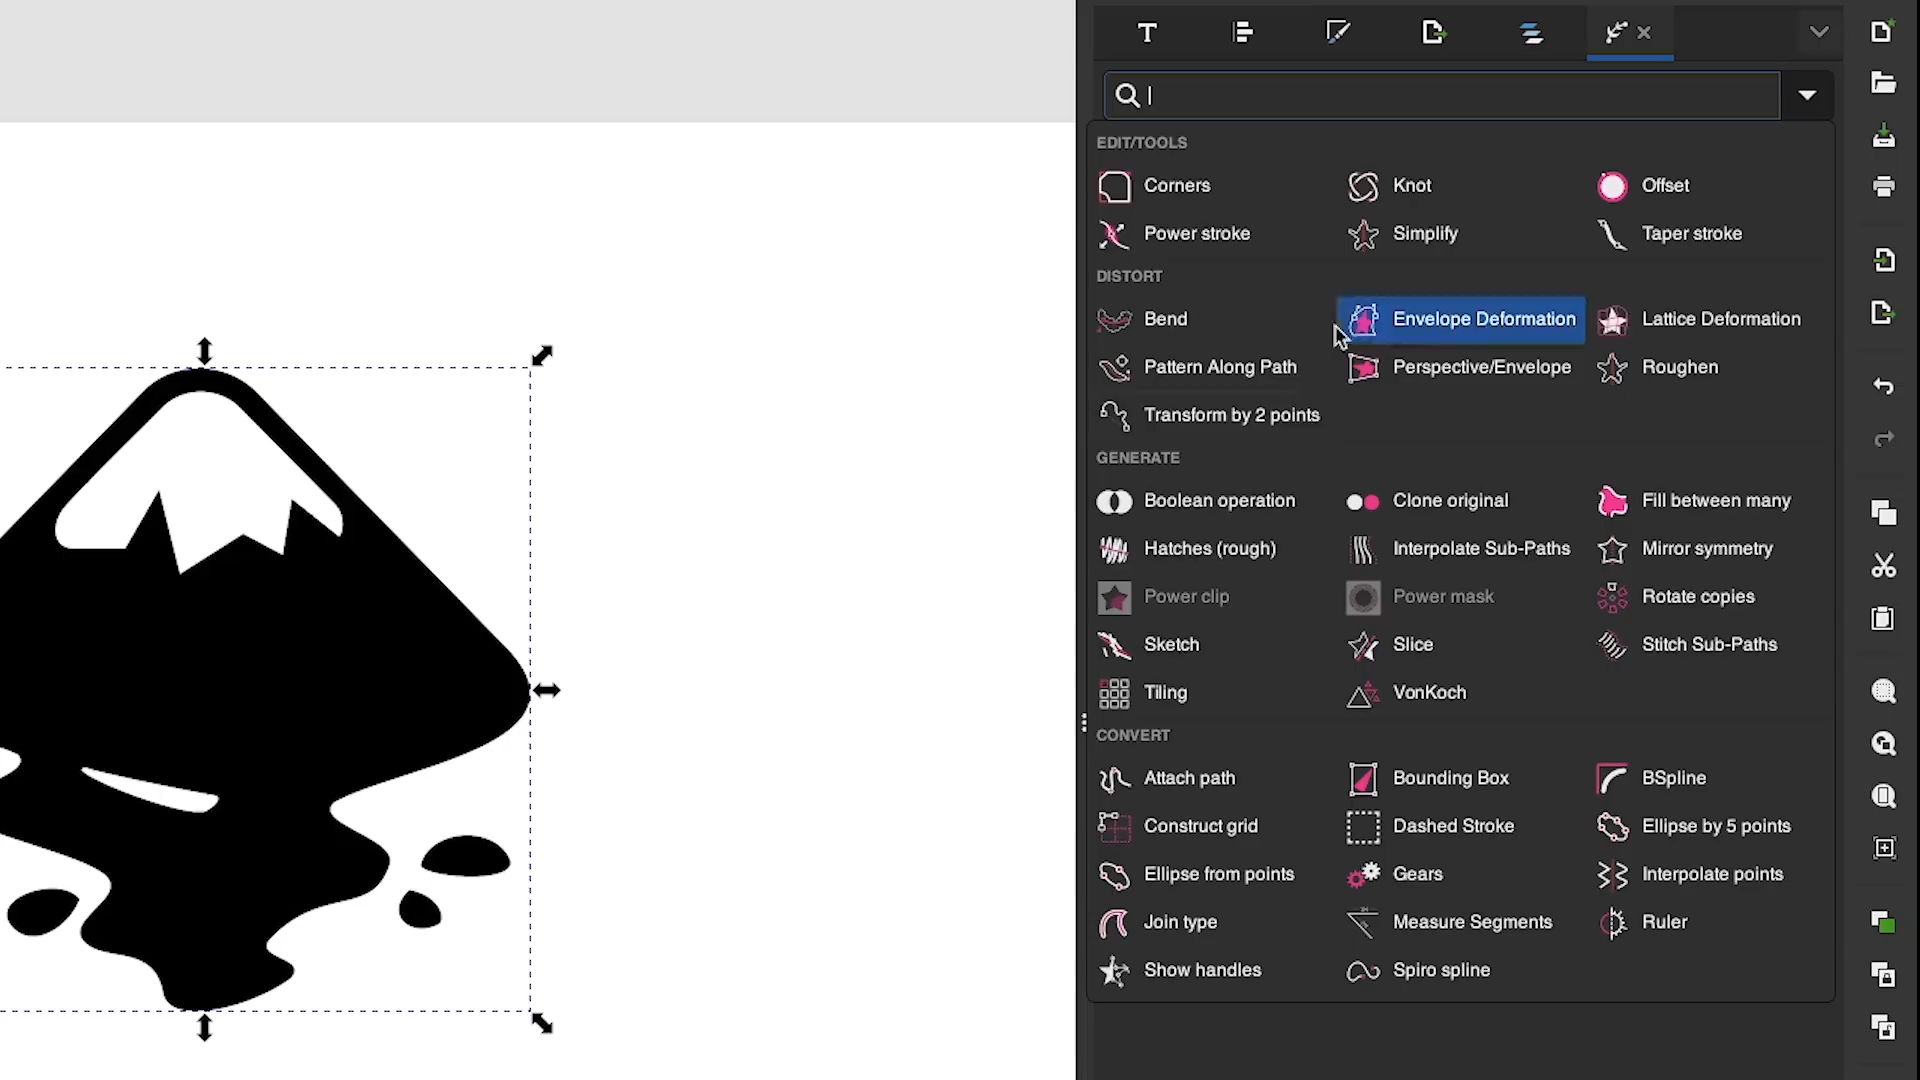 EDIT/TOOLS
Corners Knot Offset
Power stroke Simplify Taper stroke
DISTORT
Bend Envelope Deformation Lattice Deformation
Pattern Along Path Perspective/Envelope Roughen
Transform by 2 points
GENERATE
Boolean operation Clone original Fill between many
Hatches (rough) Interpolate Sub-Paths Mirror symmetry
Power clip Power mask Rotate copies
Sketch Slice Stitch Sub-Paths
Tiling VonKoch
CONVERT
Attach path Bounding Box BSpline
Construct grid Dashed Stroke Ellipse by 5 points
Ellipse from points Gears Interpolate points
Join type Measure Segments Ruler
Show handles Spiro spline